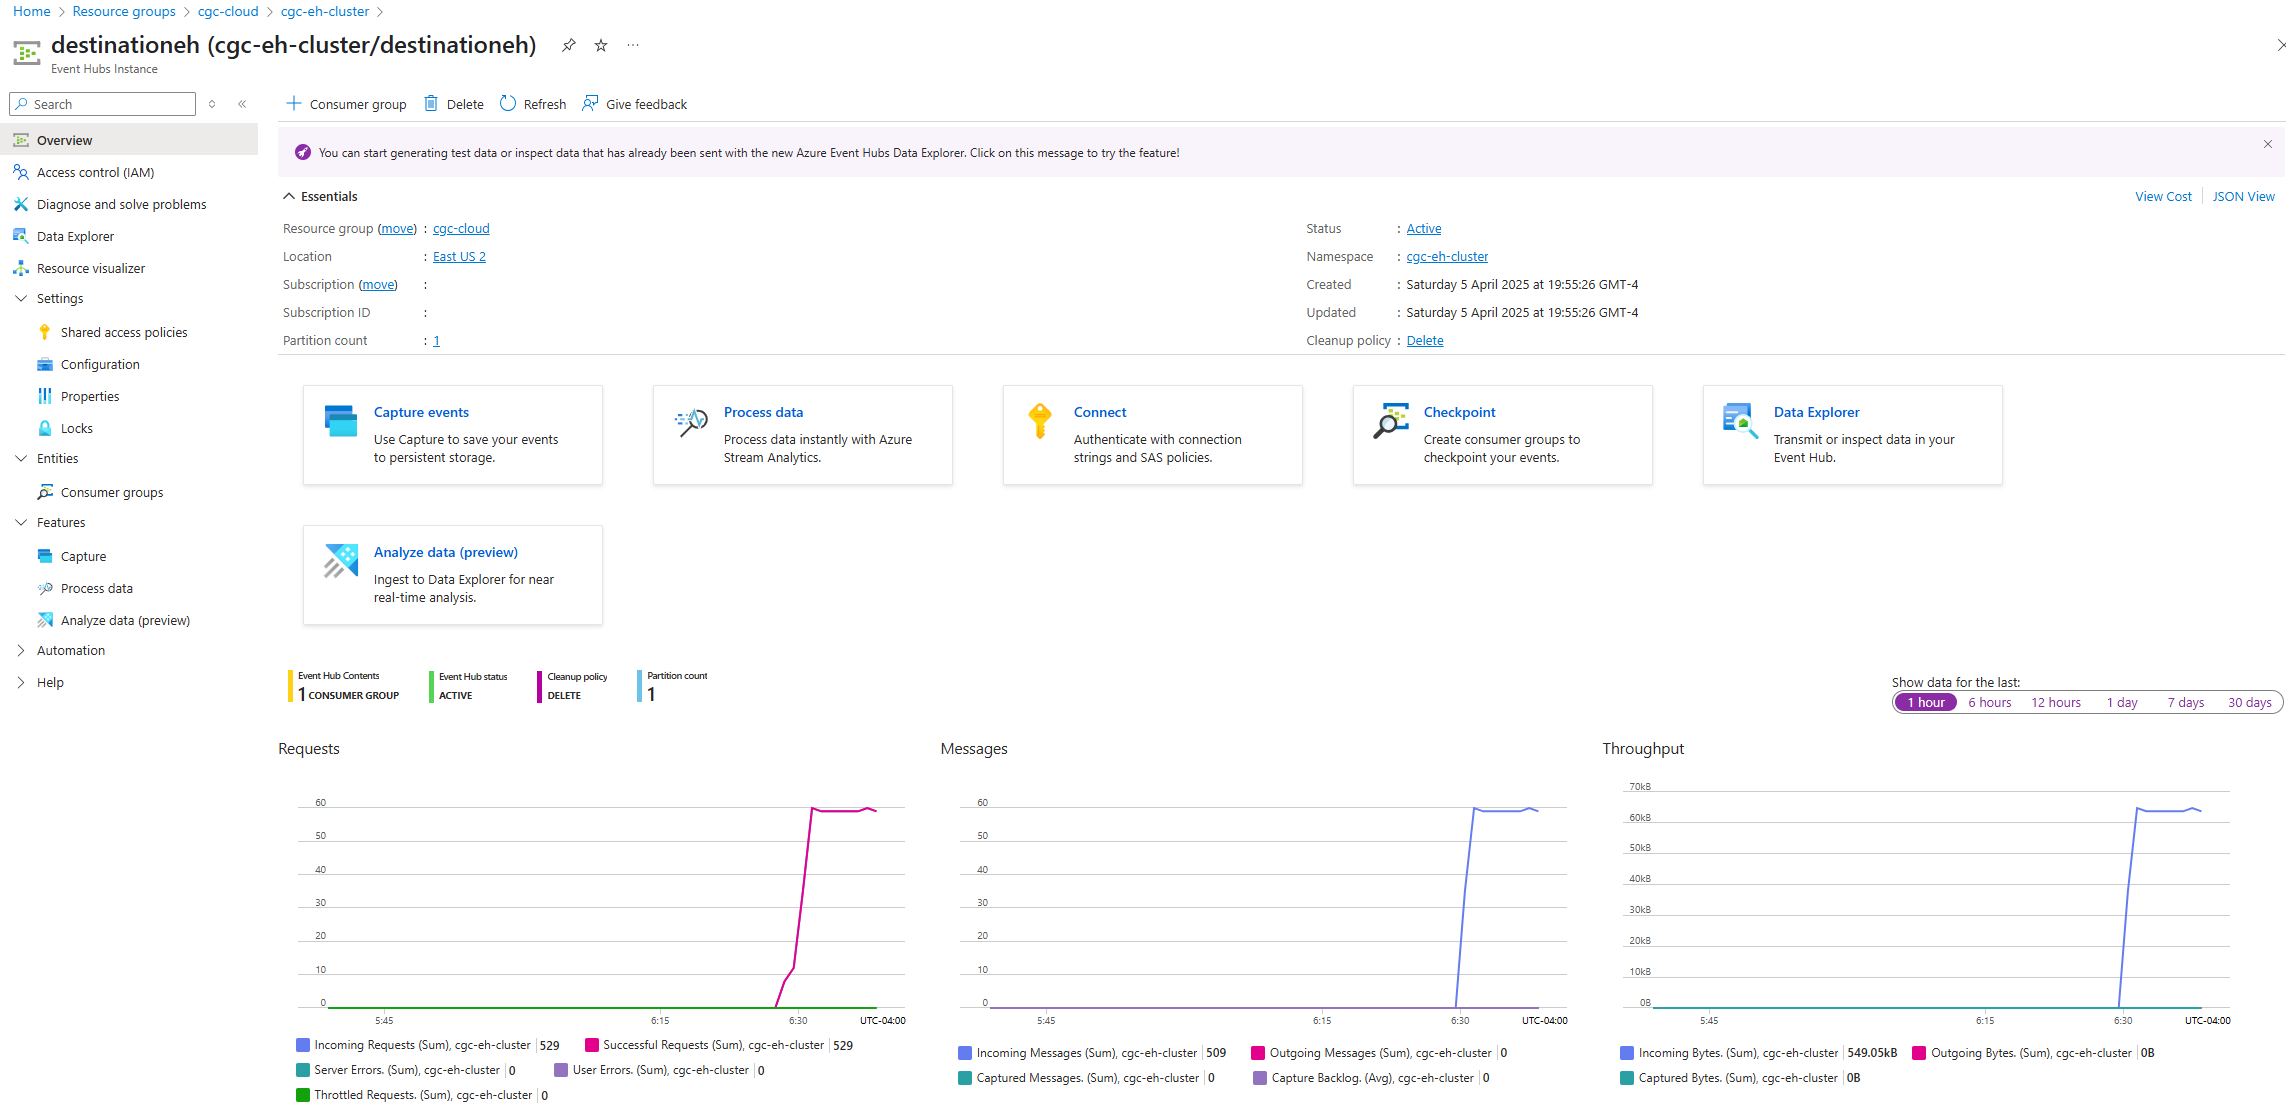 Home > Resource groups > cgc-cloud > cgc-eh-cluster >
destinationeh (cgc-eh-cluster/destinationeh)
Event Hubs Instance
Search
Overview
Access control (IAM)
Diagnose and solve problems
Data Explorer
Resource visualizer
Settings
Shared access policies
Configuration
Properties
Locks
Entities
Consumer groups
Features
Capture
Process data
Analyze data (preview)
Automation
Help
Consumer group Delete Refresh Give feedback
You can start generating test data or inspect data that has already been sent with the new Azure Event Hubs Data Explorer. Click on this message to try the feature!
Essentials
View Cost JSON View
Resource group (move) : cgc-cloud
Location : East US 2
Subscription (move) :
Subscription ID :
Partition count : 1
Status : Active
Namespace : cgc-eh-cluster
Created : Saturday 5 April 2025 at 19:55:26 GMT-4
Updated : Saturday 5 April 2025 at 19:55:26 GMT-4
Cleanup policy : Delete
Capture events
Use Capture to save your events
to persistent storage.
Process data
Process data instantly with Azure
Stream Analytics.
Connect
Authenticate with connection
strings and SAS policies.
Checkpoint
Create consumer groups to
checkpoint your events.
Data Explorer
Transmit or inspect data in your
Event Hub.
Analyze data (preview)
Ingest to Data Explorer for near
real-time analysis.
Event Hub Contents
1 CONSUMER GROUP
Event Hub status
ACTIVE
Cleanup policy
DELETE
Partition count
1
Show data for the last:
1 hour 6 hours 12 hours 1 day 7 days 30 days
Requests
60
50
40
30
20
10
0
5:45 6:15 6:30 UTC-04:00
Incoming Requests (Sum), cgc-eh-cluster 529
Successful Requests (Sum), cgc-eh-cluster 529
Server Errors. (Sum), cgc-eh-cluster 0
User Errors. (Sum), cgc-eh-cluster 0
Throttled Requests. (Sum), cgc-eh-cluster 0
Messages
60
50
40
30
20
10
0
5:45 6:15 6:30 UTC-04:00
Incoming Messages (Sum), cgc-eh-cluster 509
Outgoing Messages (Sum), cgc-eh-cluster 0
Captured Messages. (Sum), cgc-eh-cluster 0
Capture Backlog. (Avg), cgc-eh-cluster 0
Throughput
70kB
60kB
50kB
40kB
30kB
20kB
10kB
0B
5:45 6:15 6:30 UTC-04:00
Incoming Bytes. (Sum), cgc-eh-cluster 549.05kB
Outgoing Bytes. (Sum), cgc-eh-cluster 0B
Captured Bytes. (Sum), cgc-eh-cluster 0B